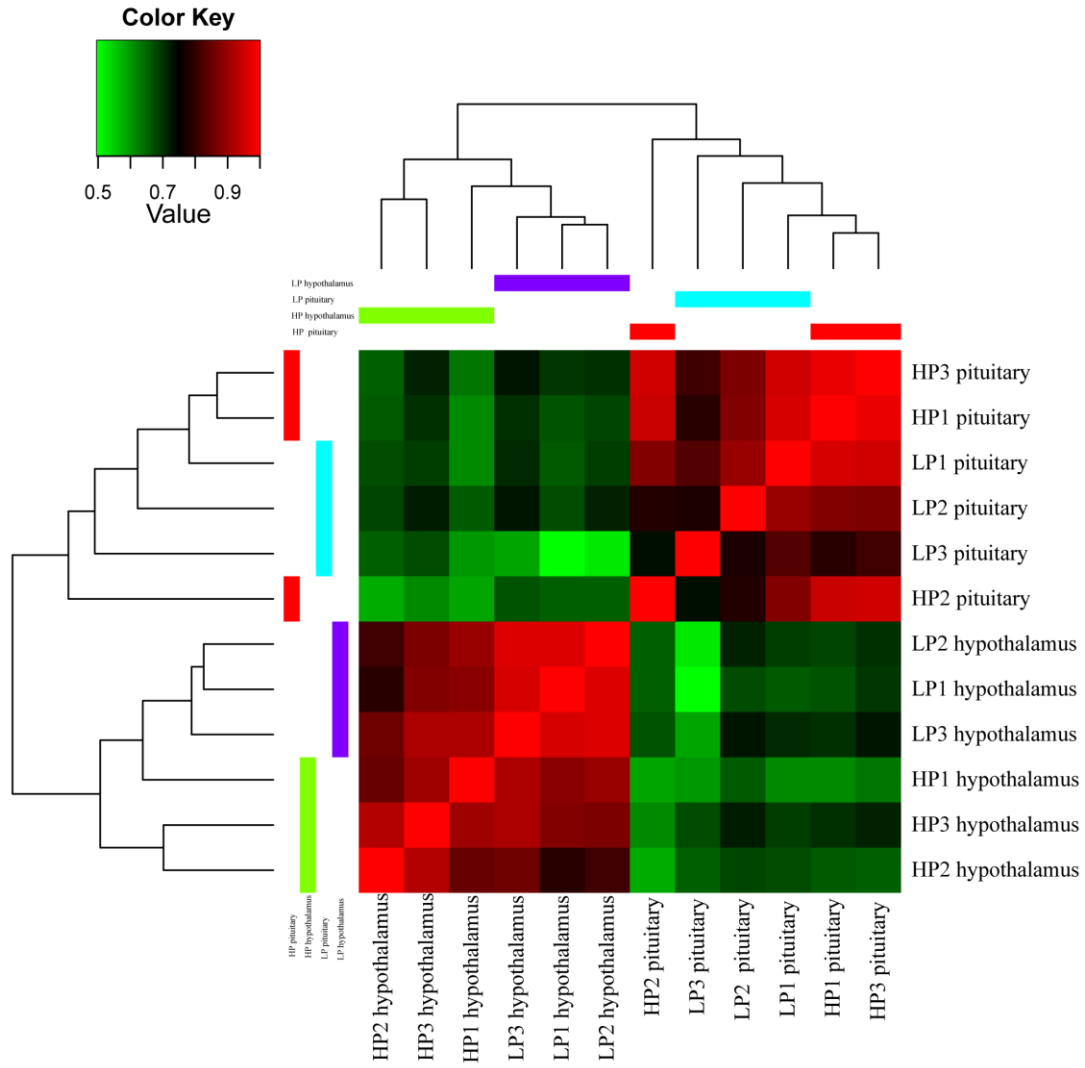 Color Key
0.5 0.7 0.9
Value
LP hypothalamus
LP pituitary
HP hypothalamus
HP pituitary
HP3 pituitary
HP1 pituitary
LP1 pituitary
LP2 pituitary
LP3 pituitary
HP2 pituitary
LP2 hypothalamus
LP1 hypothalamus
LP3 hypothalamus
HP1 hypothalamus
HP3 hypothalamus
HP2 hypothalamus
HP pituitary
HP hypothalamus
LP pituitary
LP hypothalamus
HP2 hypothalamus
HP3 hypothalamus
HP1 hypothalamus
LP3 hypothalamus
LP1 hypothalamus
LP2 hypothalamus
HP2 pituitary
LP3 pituitary
LP2 pituitary
LP1 pituitary
HP1 pituitary
HP3 pituitary